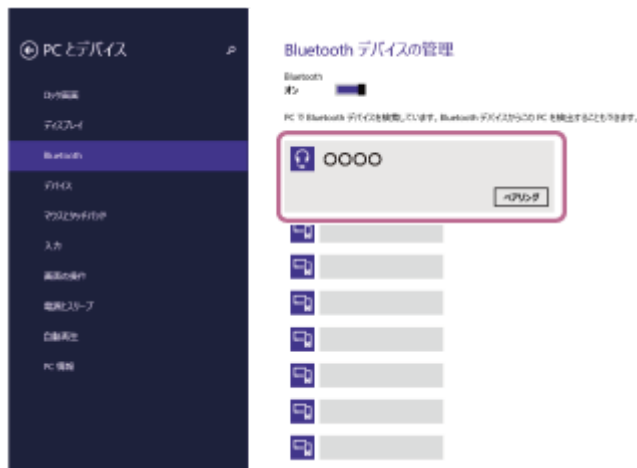 PC とデバイス
ロック画面
ディスプレイ
Bluetooth
デバイス
マウスとタッチパッド
入力
画面の操作
電源とスリープ
自動再生
PC 情報
Bluetooth デバイスの管理
Bluetooth
オン
PC で Bluetooth デバイスを検索しています。Bluetooth デバイスからこの PC を検出することもできます。
○○○○
ペアリング